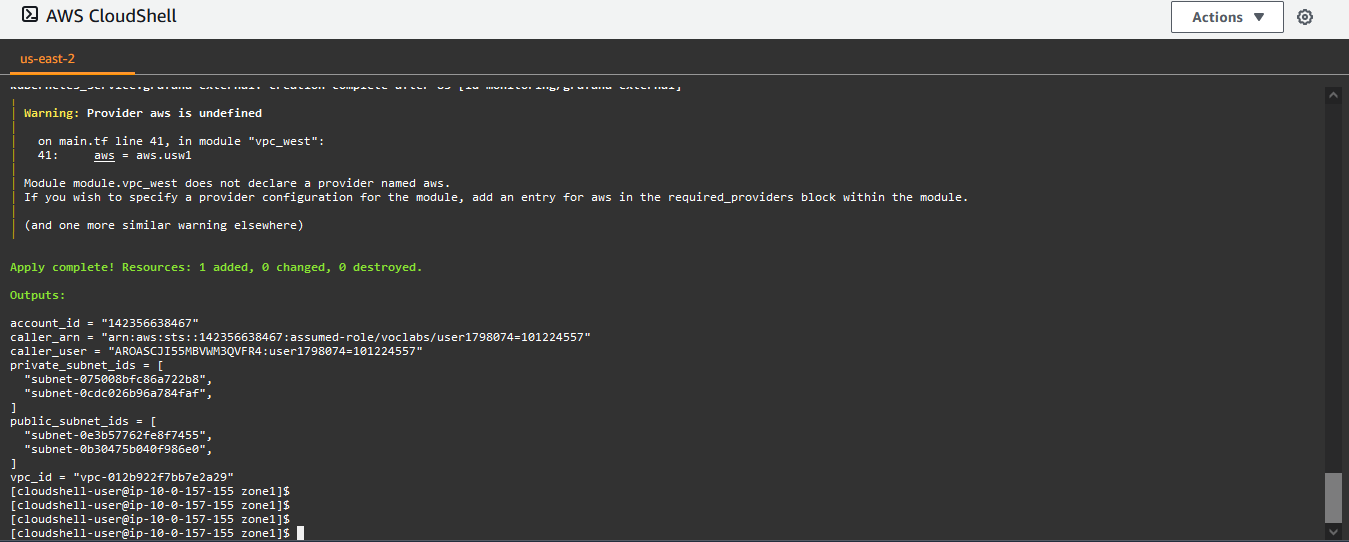 AWS CloudShell
Actions
us-east-2
Warning: Provider aws is undefined
on main.tf line 41, in module "vpc_west":
41: aws = aws.usw1
Module module.vpc_west does not declare a provider named aws.
If you wish to specify a provider configuration for the module, add an entry for aws in the required_providers block within the module.
(and one more similar warning elsewhere)
Apply complete! Resources: 1 added, 0 changed, 0 destroyed.
Outputs:
account_id = "142356638467"
caller_arn = "arn:aws:sts::142356638467:assumed-role/voclabs/user1798074=101224557"
caller_user = "AROASCJI55MBVWM3QVFR4:user1798074=101224557"
private_subnet_ids = [
"subnet-075008bfc86a722b8",
"subnet-0cdc026b96a784faf",
]
public_subnet_ids = [
"subnet-0e3b57762fe8f7455",
"subnet-0b30475b040f986e0",
]
vpc_id = "vpc-012b922f7bb7e2a29"
[cloudshell-user@ip-10-0-157-155 zone1]$
[cloudshell-user@ip-10-0-157-155 zone1]$
[cloudshell-user@ip-10-0-157-155 zone1]$
[cloudshell-user@ip-10-0-157-155 zone1]$